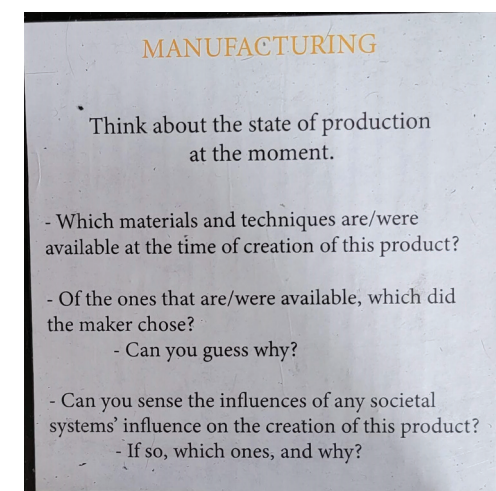 MANUFACTURING
Think about the state of production
at the moment.
- Which materials and techniques are/were
available at the time of creation of this product?
- Of the ones that are/were available, which did
the maker chose?
- Can you guess why?
- Can you sense the influences of any societal
systems' influence on the creation of this product?
- If so, which ones, and why?